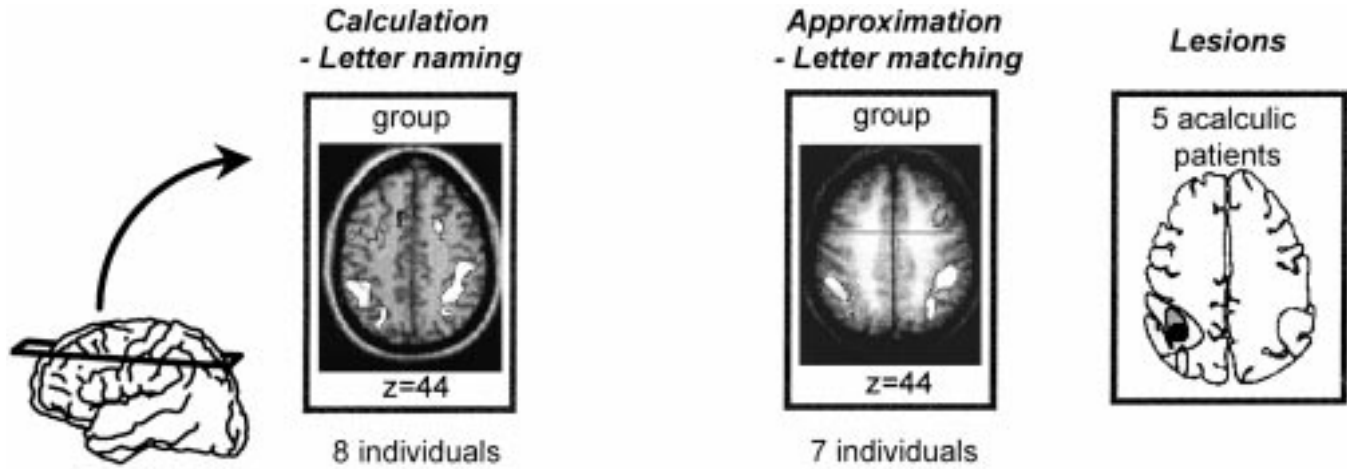 Calculation
- Letter naming
group
z=44
8 individuals
Approximation
- Letter matching
group
z=44
7 individuals
Lesions
5 acalculic
patients